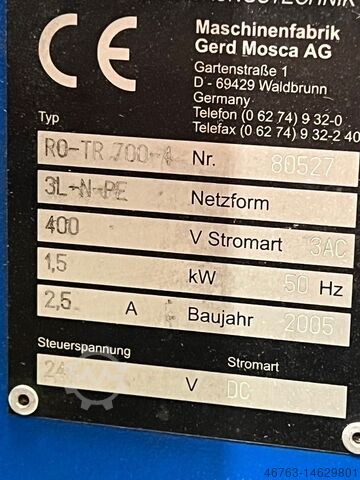 CE
Maschinenfabrik
Gerd Mosca AG
Gartenstraße 1
D - 69429 Waldbrunn
Germany
Telefon (0 62 74) 9 32-0
Telefax (0 62 74) 9 32-2 40
Typ
RO-TR 700-4 Nr. 80527
3L-N-PE Netzform
400 V Stromart 3AC
1,5 kW 50 Hz
2,5 A Baujahr 2005
Steuerspannung Stromart
24 V DC
46763-14629801